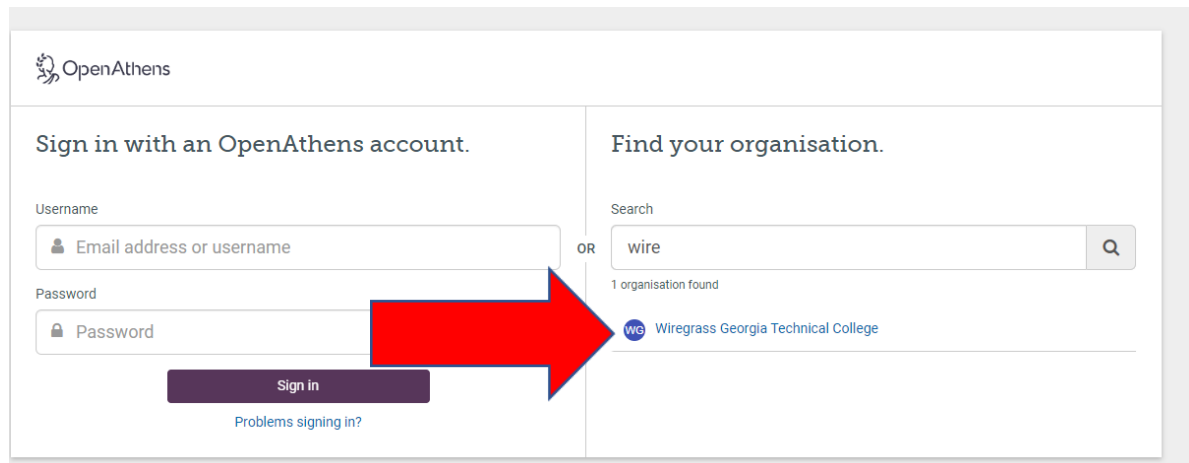 OpenAthens
Sign in with an OpenAthens account.
Username
Email address or username
Password
Password
Sign in
Problems signing in?
OR
Find your organisation.
Search
wire
1 organisation found
WG Wiregrass Georgia Technical College